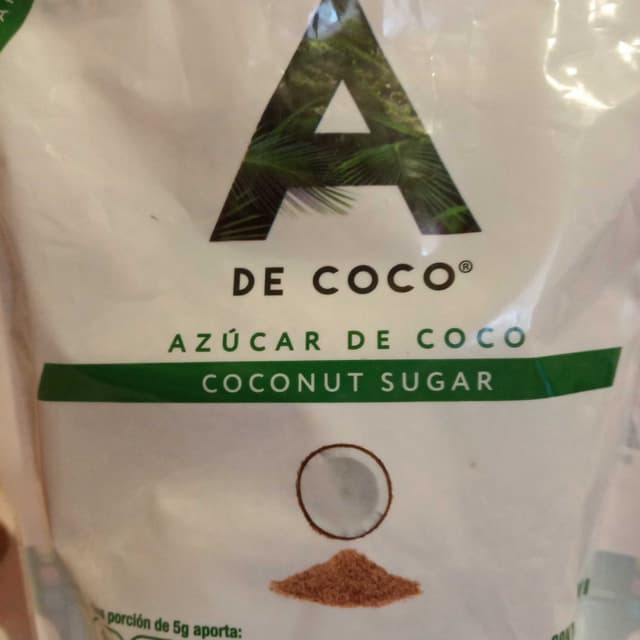 A
DE COCO®
AZÚCAR DE COCO
COCONUT SUGAR
porción de 5g aporta: